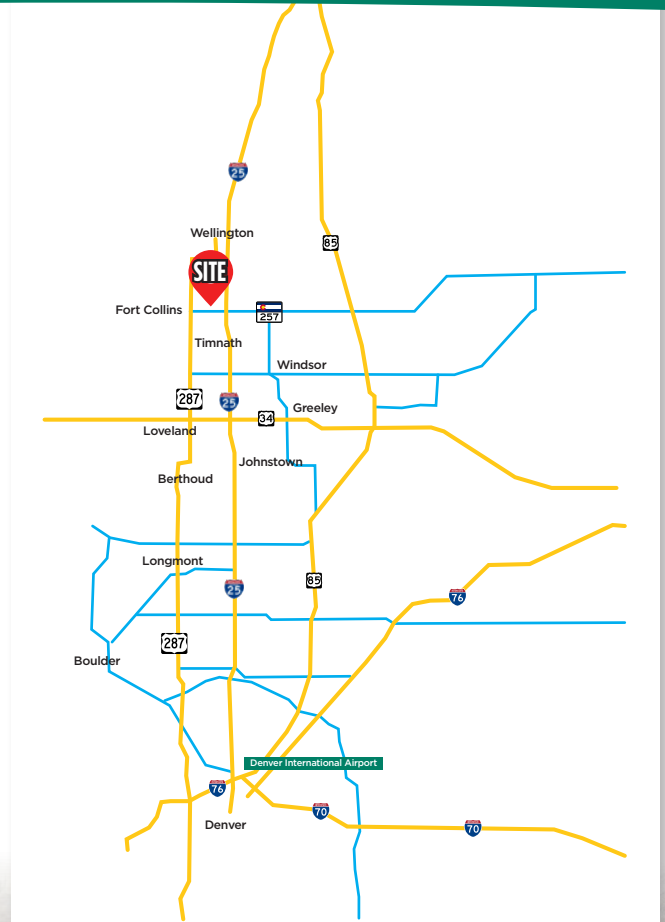 25
Wellington
85
SITE
Fort Collins
257
Timnath
Windsor
287
25
Greeley
34
Loveland
Johnstown
Berthoud
Longmont
85
25
76
287
Boulder
Denver International Airport
76
70
Denver
70